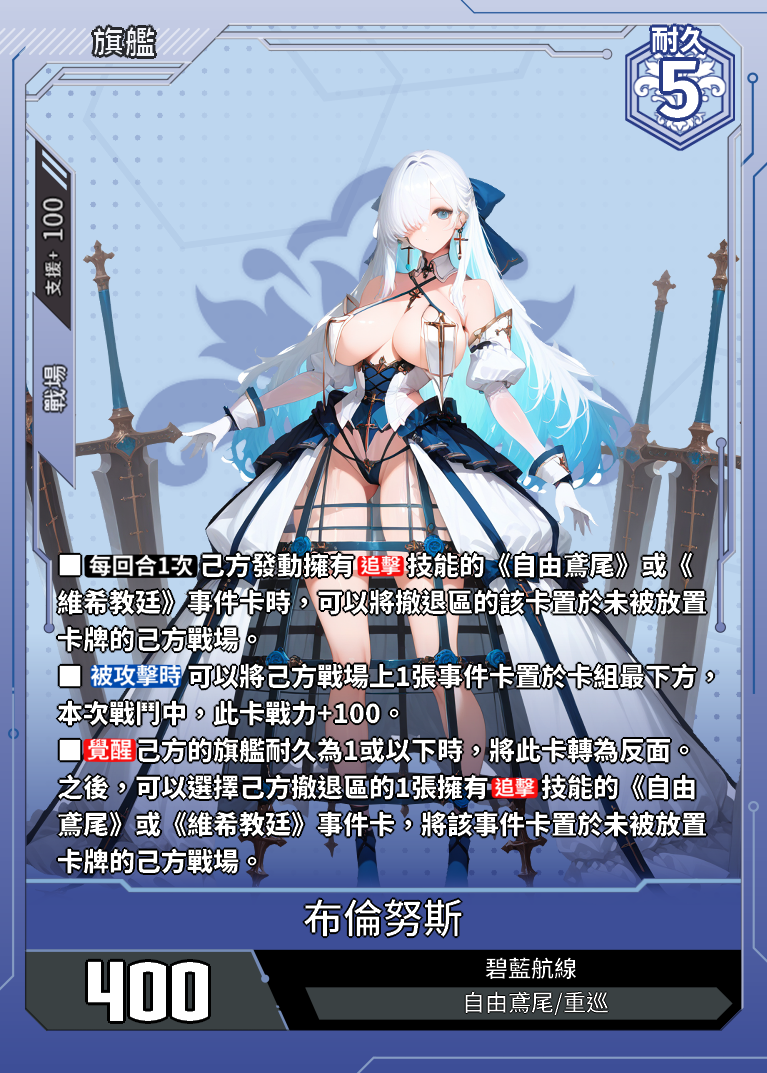 旗艦
耐久
5
支援+ 100
戰場
■ 每回合1次 己方發動擁有 追擊 技能的《自由鳶尾》或《
維希教廷》事件卡時，可以將撤退區的該卡置於未被放置
卡牌的己方戰場。
■ 被攻擊時 可以將己方戰場上1張事件卡置於卡組最下方，
本次戰鬥中，此卡戰力+100。
■ 覺醒 己方的旗艦耐久為1或以下時，將此卡轉為反面。
之後，可以選擇己方撤退區的1張擁有 追擊 技能的《自由
鳶尾》或《維希教廷》事件卡，將該事件卡置於未被放置
卡牌的己方戰場。
布倫努斯
400
碧藍航線
自由鳶尾/重巡